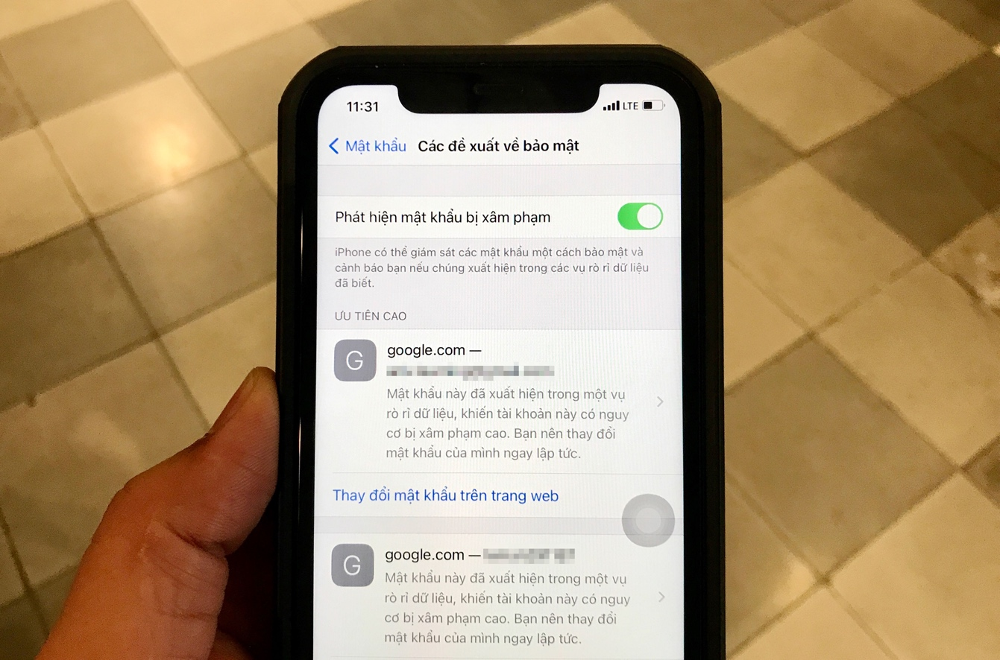 11:31 LTE
Mật khẩu Các đề xuất về bảo mật
Phát hiện mật khẩu bị xâm phạm
iPhone có thể giám sát các mật khẩu một cách bảo mật và
cảnh báo bạn nếu chúng xuất hiện trong các vụ rò rỉ dữ liệu
đã biết.
ƯU TIÊN CAO
G google.com —
Mật khẩu này đã xuất hiện trong một vụ
rò rỉ dữ liệu, khiến tài khoản này có nguy
cơ bị xâm phạm cao. Bạn nên thay đổi
mật khẩu của mình ngay lập tức.
Thay đổi mật khẩu trên trang web
G google.com —
Mật khẩu này đã xuất hiện trong một vụ
rò rỉ dữ liệu, khiến tài khoản này có nguy
cơ bị xâm phạm cao. Bạn nên thay đổi
mật khẩu của mình ngay lập tức.